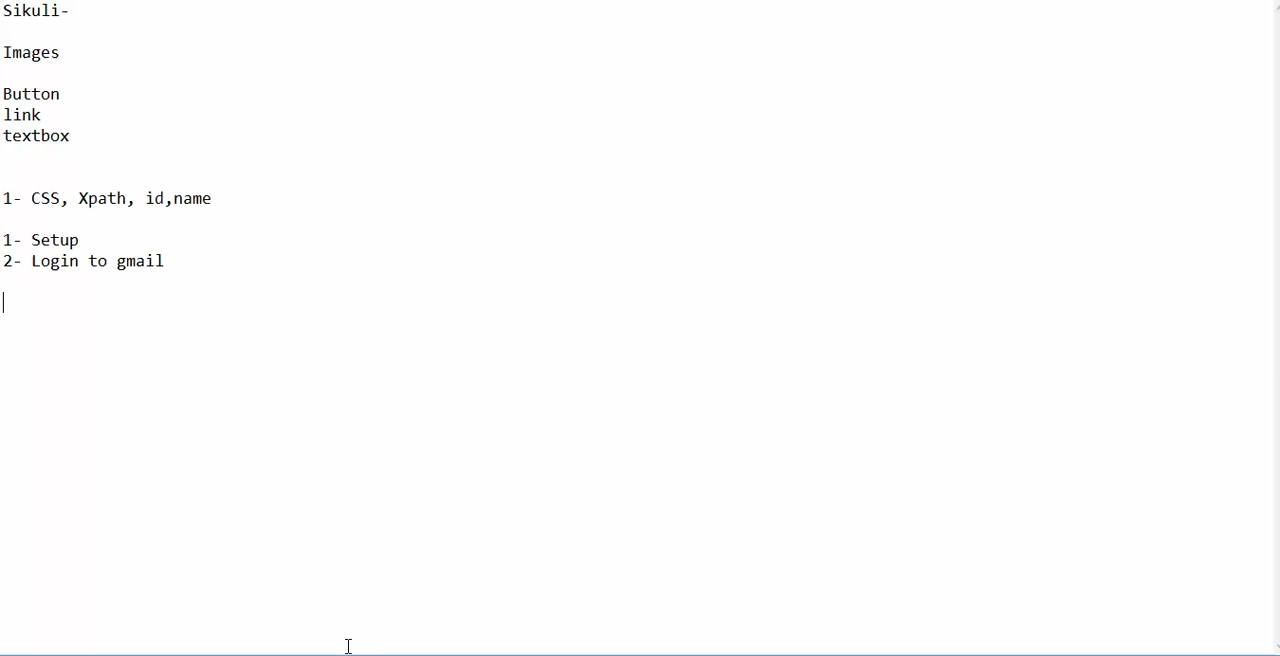 Sikuli-
Images
Button
link
textbox
1- CSS, Xpath, id,name
1- Setup
2- Login to gmail